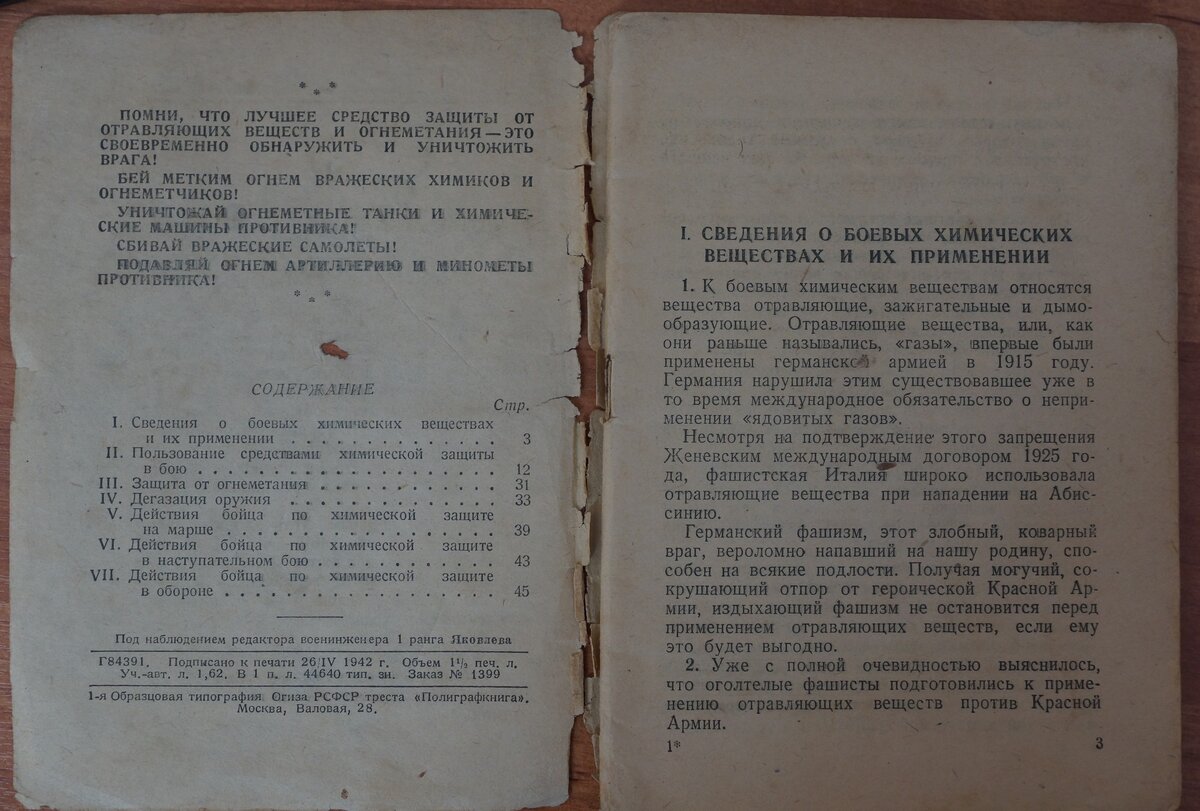 * * *
ПОМНИ, ЧТО ЛУЧШЕЕ СРЕДСТВО ЗАЩИТЫ ОТ
ОТРАВЛЯЮЩИХ ВЕЩЕСТВ И ОГНЕМЕТАНИЯ — ЭТО
СВОЕВРЕМЕННО ОБНАРУЖИТЬ И УНИЧТОЖИТЬ
ВРАГА!
БЕЙ МЕТКИМ ОГНЕМ ВРАЖЕСКИХ ХИМИКОВ И
ОГНЕМЕТЧИКОВ!
УНИЧТОЖАЙ ОГНЕМЕТНЫЕ ТАНКИ И ХИМИЧЕ-
СКИЕ МАШИНЫ ПРОТИВНИКА!
СБИВАЙ ВРАЖЕСКИЕ САМОЛЕТЫ!
ПОДАВЛЯЙ ОГНЕМ АРТИЛЛЕРИЮ И МИНОМЕТЫ
ПРОТИВНИКА!
* * *
СОДЕРЖАНИЕ
Стр.
I. Сведения о боевых химических веществах
и их применении . . . . . . . . . . . . . . 3
II. Пользование средствами химической защиты
в бою . . . . . . . . . . . . . . . . . . . . 12
III. Защита от огнеметания . . . . . . . . . . . . 31
IV. Дегазация оружия . . . . . . . . . . . . . . 33
V. Действия бойца по химической защите
на марше . . . . . . . . . . . . . . . . . . 39
VI. Действия бойца по химической защите
в наступательном бою . . . . . . . . . . . . 43
VII. Действия бойца по химической защите
в обороне . . . . . . . . . . . . . . . . . . 45
Под наблюдением редактора военинженера 1 ранга Яковлева
Г84391. Подписано к печати 26/IV 1942 г. Объем 1½ печ. л.
Уч.-авт. л. 1,62. В 1 п. л. 44640 тип. зн. Заказ № 1399
1-я Образцовая типография Огиза РСФСР треста «Полиграфкнига».
Москва, Валовая, 28.
I. СВЕДЕНИЯ О БОЕВЫХ ХИМИЧЕСКИХ
ВЕЩЕСТВАХ И ИХ ПРИМЕНЕНИИ
1. К боевым химическим веществам относятся
вещества отравляющие, зажигательные и дымо-
образующие. Отравляющие вещества, или, как
они раньше назывались, «газы», впервые были
применены германской армией в 1915 году.
Германия нарушила этим существовавшее уже в
то время международное обязательство о непри-
менении «ядовитых газов».
Несмотря на подтверждение этого запрещения
Женевским международным договором 1925 го-
да, фашистская Италия широко использовала
отравляющие вещества при нападении на Абис-
синию.
Германский фашизм, этот злобный, коварный
враг, вероломно напавший на нашу родину, спо-
собен на всякие подлости. Получая могучий, со-
крушающий отпор от героической Красной Ар-
мии, издыхающий фашизм не остановится перед
применением отравляющих веществ, если ему
это будет выгодно.
2. Уже с полной очевидностью выяснилось,
что оголтелые фашисты подготовились к приме-
нению отравляющих веществ против Красной
Армии.
1* 3